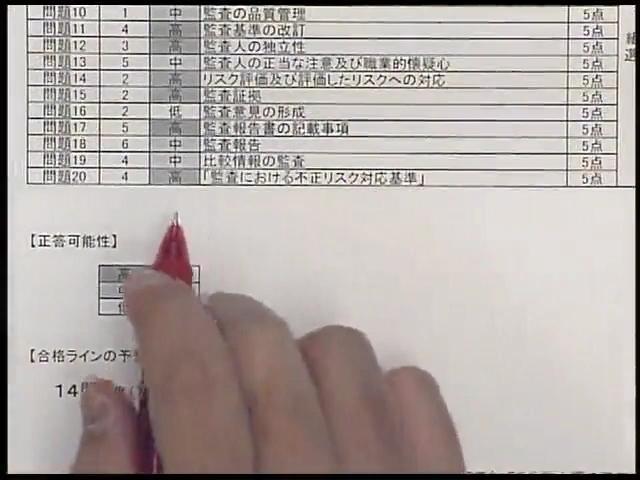 問題10 1 中 監査の品質管理 5点
問題11 4 高 監査基準の改訂 5点
問題12 3 高 監査人の独立性 5点
問題13 5 中 監査人の正当な注意及び職業的懐疑心 5点
問題14 2 高 リスク評価及び評価したリスクへの対応 5点
問題15 2 高 監査証拠 5点
問題16 2 低 監査意見の形成 5点
問題17 5 高 監査報告書の記載事項 5点
問題18 6 中 監査報告 5点
問題19 4 中 比較情報の監査 5点
問題20 4 高 「監査における不正リスク対応基準」 5点
【正答可能性】
高
【合格ラインの予
14問